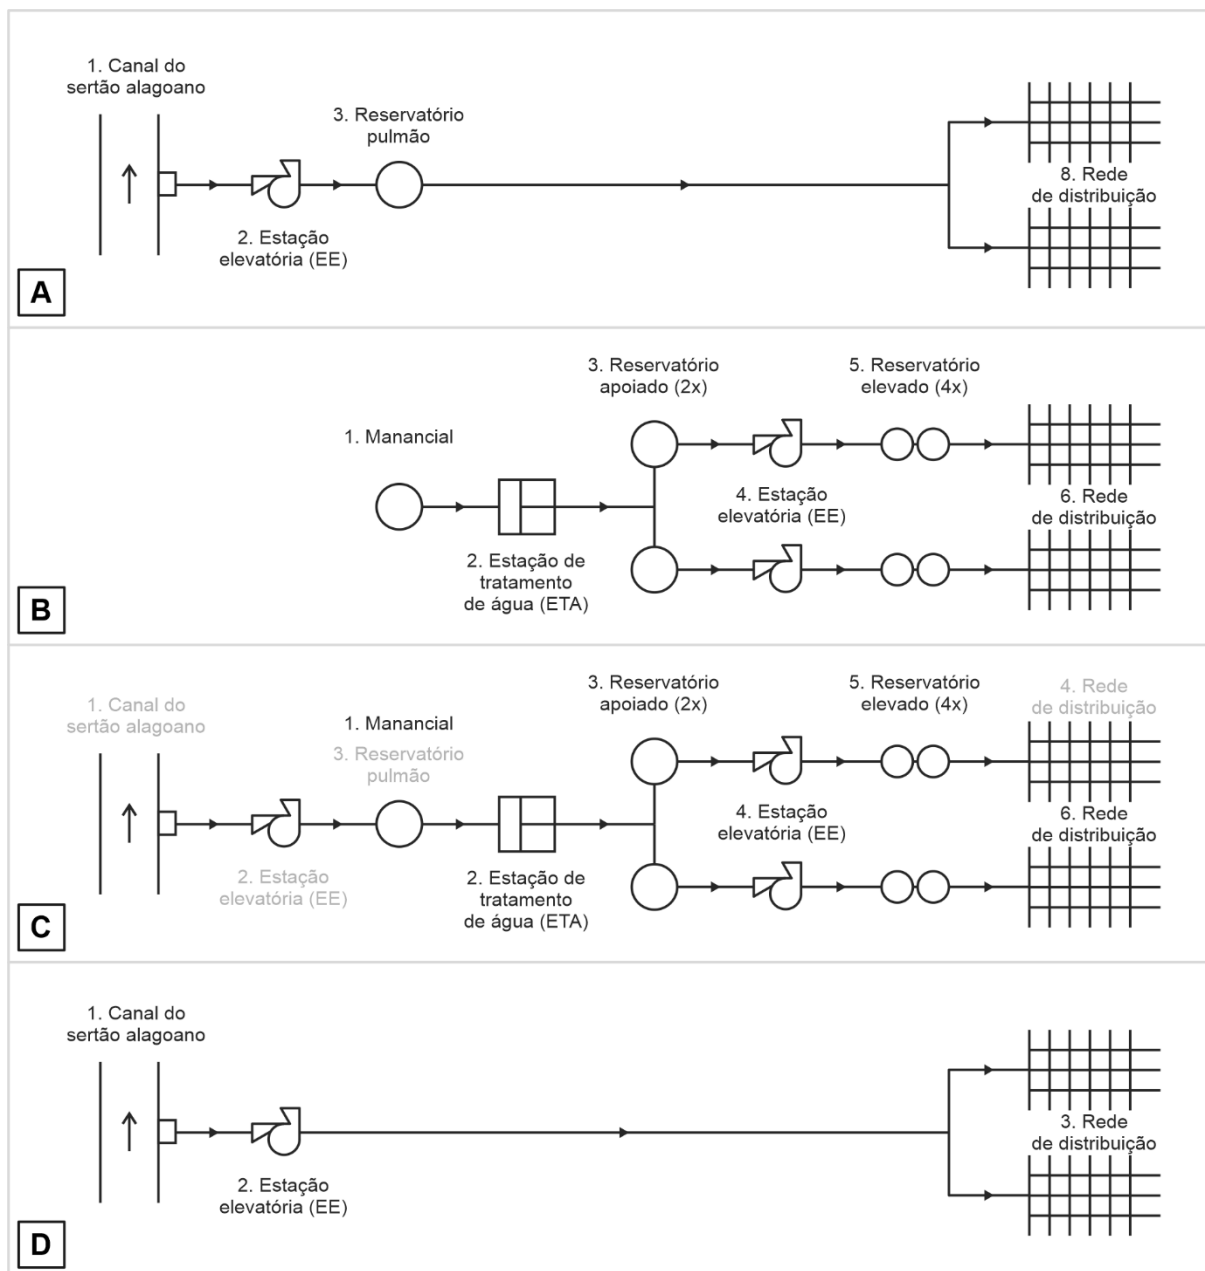 1. Canal do
sertão alagoano
3. Reservatório
pulmão
2. Estação
elevatória (EE)
8. Rede
de distribuição
A
3. Reservatório
apoiado (2x)
5. Reservatório
elevado (4x)
1. Manancial
4. Estação
elevatória (EE)
6. Rede
de distribuição
2. Estação de
tratamento
de água (ETA)
B
1. Canal do
sertão alagoano
1. Manancial
3. Reservatório
pulmão
3. Reservatório
apoiado (2x)
5. Reservatório
elevado (4x)
4. Rede
de distribuição
2. Estação
elevatória (EE)
2. Estação de
tratamento
de água (ETA)
4. Estação
elevatória (EE)
6. Rede
de distribuição
C
1. Canal do
sertão alagoano
2. Estação
elevatória (EE)
3. Rede
de distribuição
D